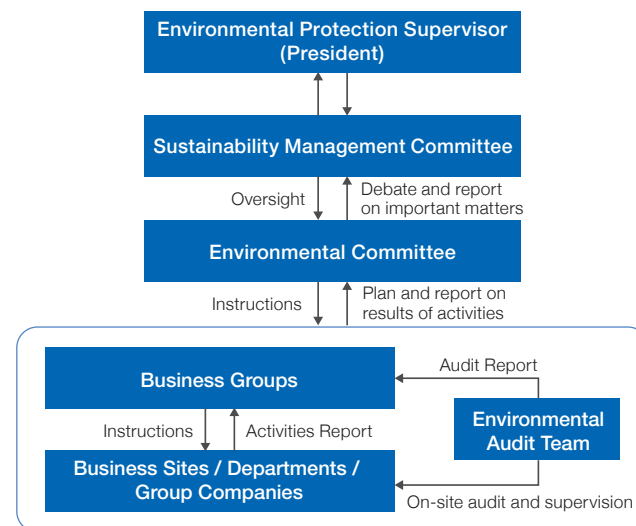 Environmental Protection Supervisor
(President)
Sustainability Management Committee
Oversight
Debate and report
on important matters
Environmental Committee
Instructions
Plan and report on
results of activities
Business Groups
Audit Report
Instructions
Activities Report
Environmental
Audit Team
Business Sites / Departments /
Group Companies
On-site audit and supervision